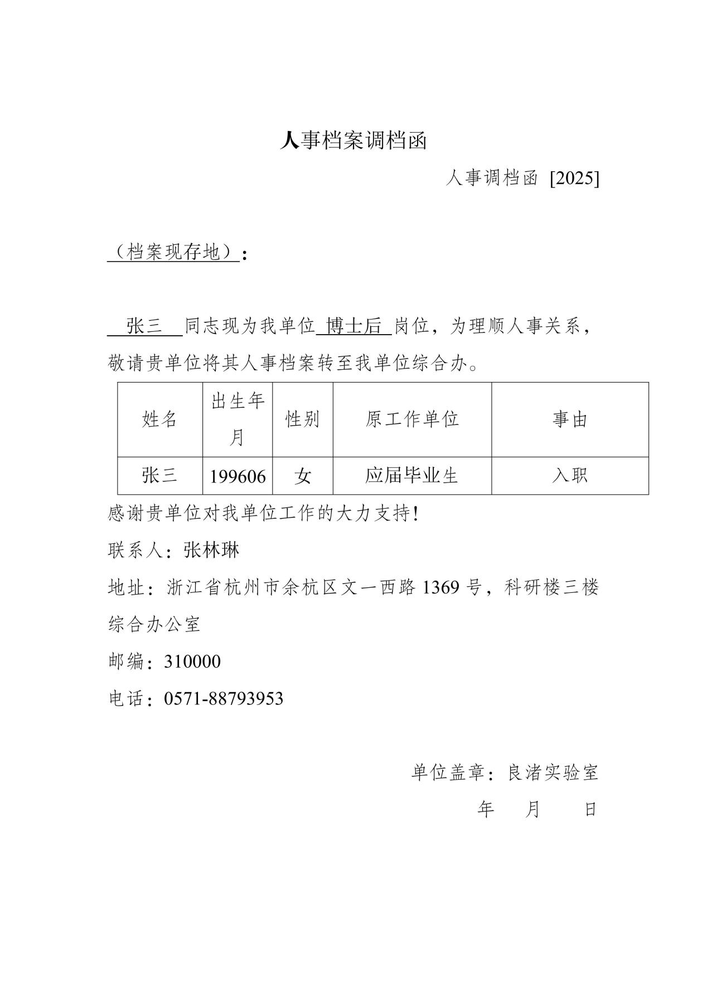 人事档案调档函
人事调档函 [2025]
（档案现存地）：
张三 同志现为我单位 博士后 岗位，为理顺人事关系，
敬请贵单位将其人事档案转至我单位综合办。
姓名 出生年月 性别 原工作单位 事由
张三 199606 女 应届毕业生 入职
感谢贵单位对我单位工作的大力支持！
联系人：张林琳
地址：浙江省杭州市余杭区文一西路 1369 号，科研楼三楼
综合办公室
邮编：310000
电话：0571-88793953
单位盖章：良渚实验室
年 月 日